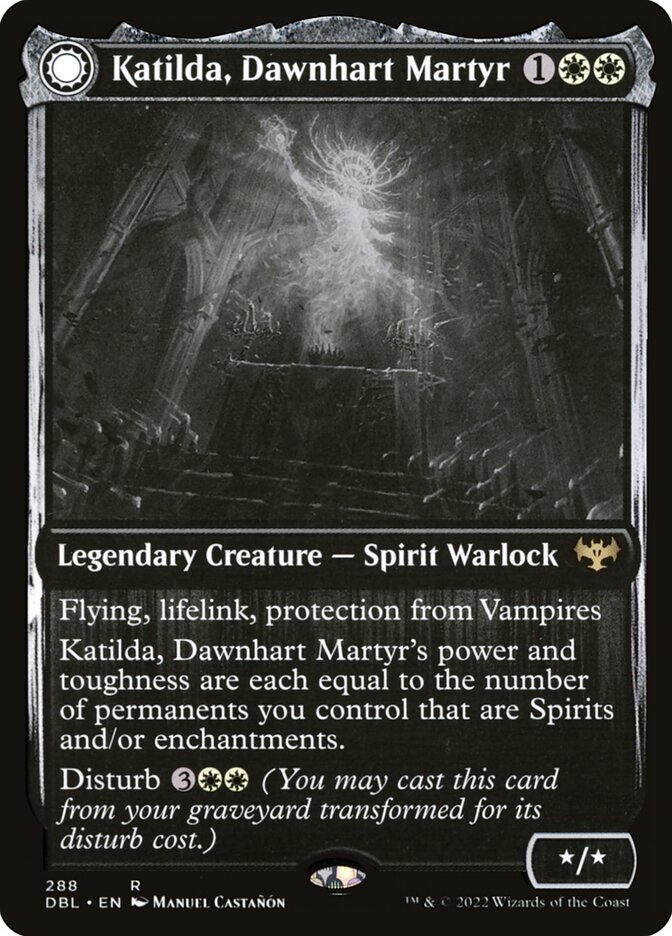 Katilda, Dawnhart Martyr 1
Legendary Creature — Spirit Warlock
Flying, lifelink, protection from Vampires
Katilda, Dawnhart Martyr's power and
toughness are each equal to the number
of permanents you control that are Spirits
and/or enchantments.
Disturb 3 (You may cast this card
from your graveyard transformed for its
disturb cost.)
★/★
288 R
DBL • EN Manuel Castañón
™ & © 2022 Wizards of the Coast